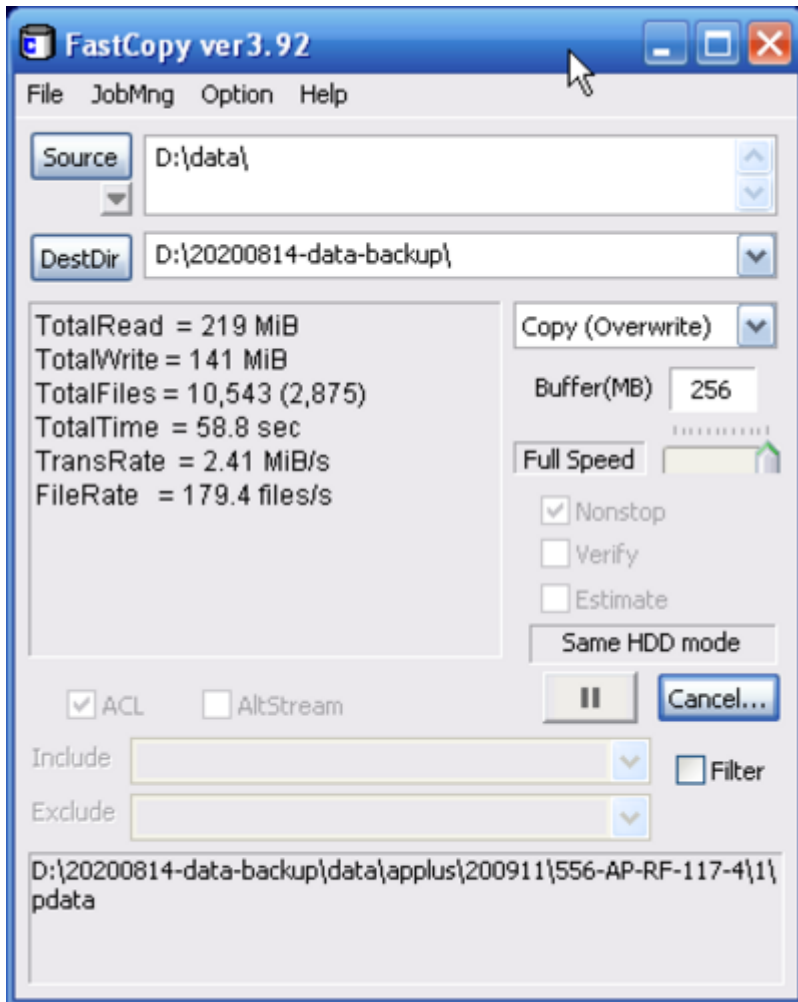 FastCopy ver3.92
File JobMng Option Help
Source
D:\data\
DestDir
D:\20200814-data-backup\
TotalRead = 219 MiB
TotalWrite = 141 MiB
TotalFiles = 10,543 (2,875)
TotalTime = 58.8 sec
TransRate = 2.41 MiB/s
FileRate = 179.4 files/s
Copy (Overwrite)
Buffer(MB) 256
Full Speed
Nonstop
Verify
Estimate
Same HDD mode
ACL AltStream
Cancel...
Include
Filter
Exclude
D:\20200814-data-backup\data\applus\200911\556-AP-RF-117-4\1\
pdata